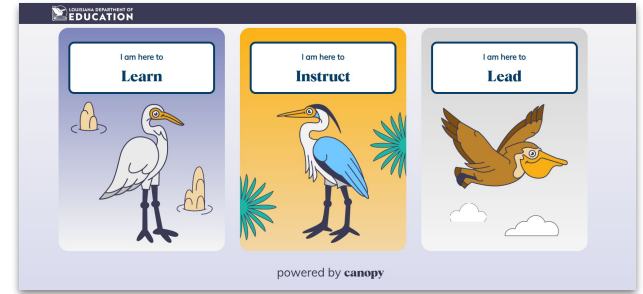 LOUISIANA DEPARTMENT OF
EDUCATION
I am here to
Learn
I am here to
Instruct
I am here to
Lead
powered by canopy